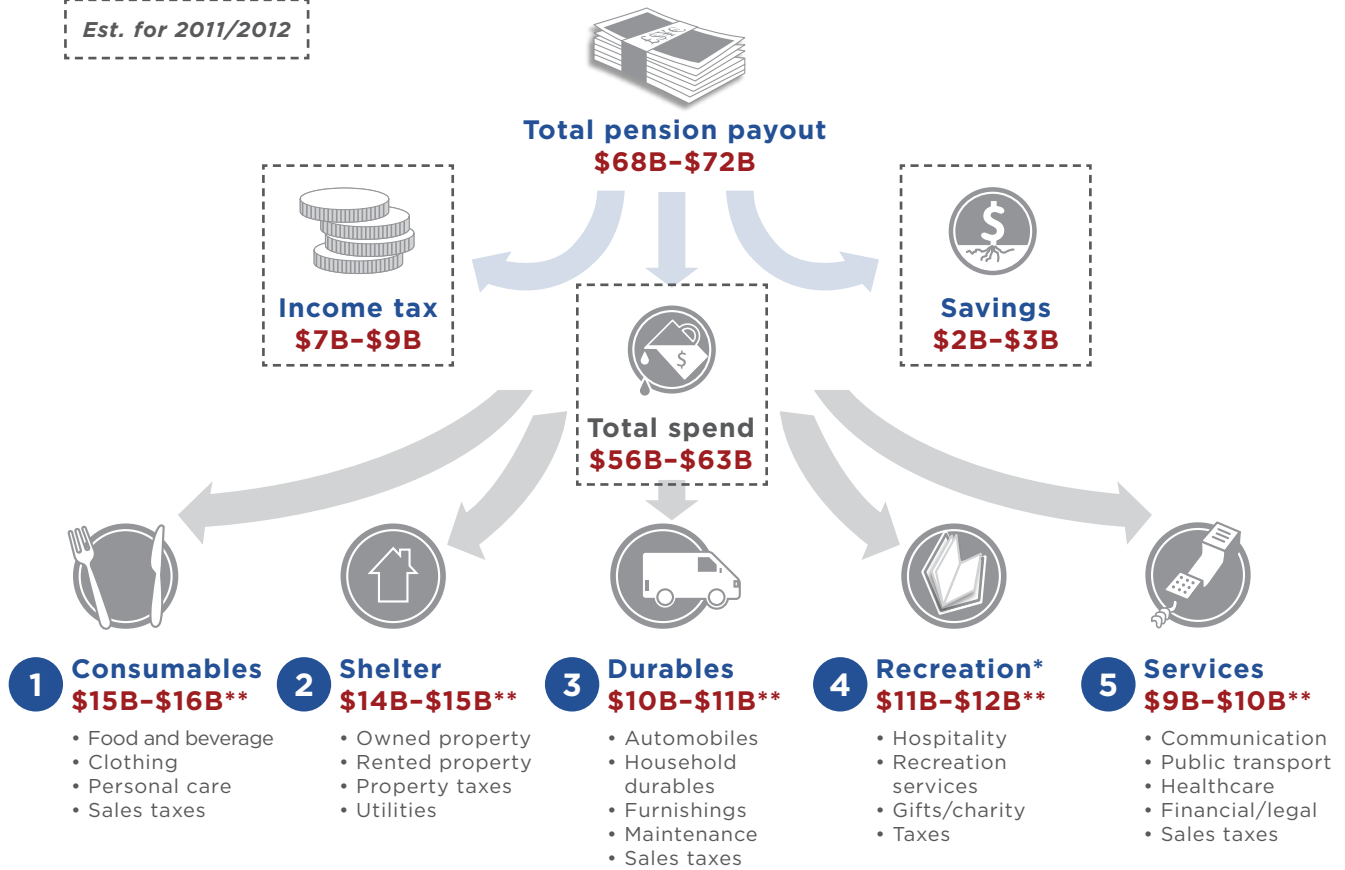 Est. for 2011/2012
£$¥€
Total pension payout
$68B–$72B
Income tax
$7B–$9B
$
Savings
$2B–$3B
$
Total spend
$56B–$63B
1
Consumables
$15B–$16B**
• Food and beverage
• Clothing
• Personal care
• Sales taxes
2
Shelter
$14B–$15B**
• Owned property
• Rented property
• Property taxes
• Utilities
3
Durables
$10B–$11B**
• Automobiles
• Household
durables
• Furnishings
• Maintenance
• Sales taxes
4
Recreation*
$11B–$12B**
• Hospitality
• Recreation
services
• Gifts/charity
• Taxes
5
Services
$9B–$10B**
• Communication
• Public transport
• Healthcare
• Financial/legal
• Sales taxes